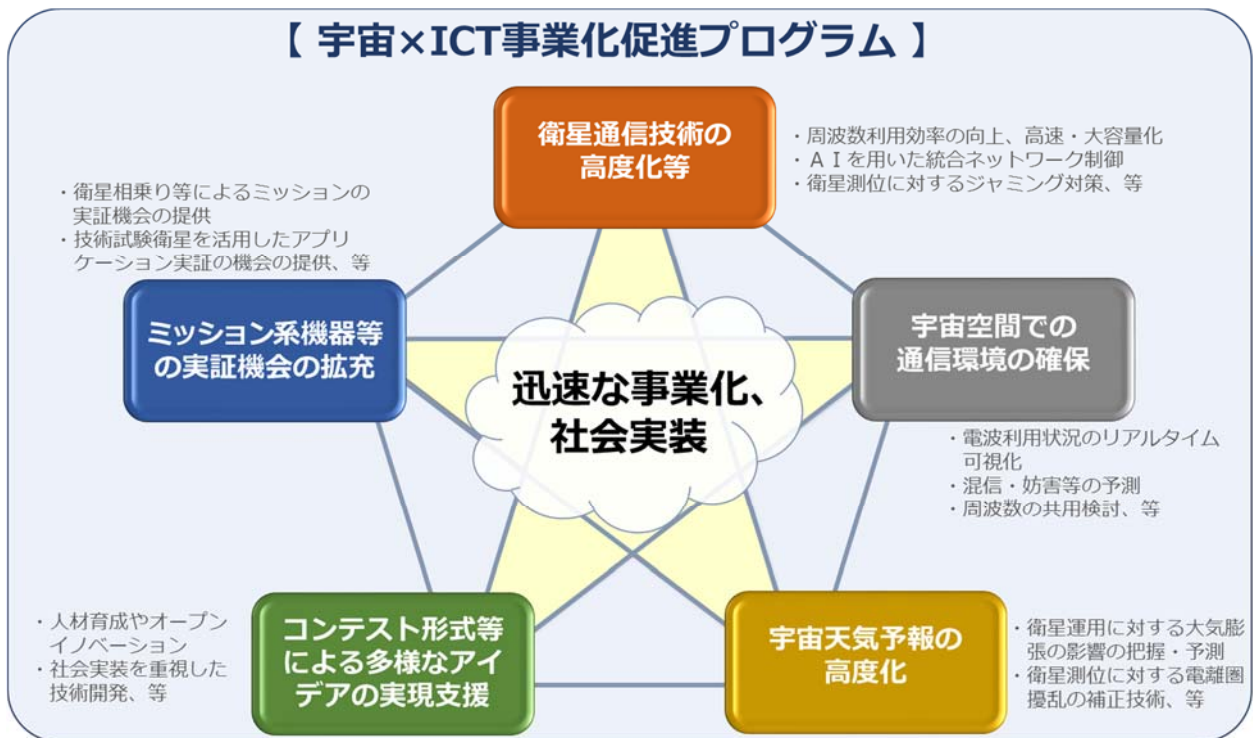 【 宇宙×ICT事業化促進プログラム 】
衛星通信技術の
高度化等
・周波数利用効率の向上、高速・大容量化
・ＡＩを用いた統合ネットワーク制御
・衛星測位に対するジャミング対策、等
・衛星相乗り等によるミッションの
実証機会の提供
・技術試験衛星を活用したアプリ
ケーション実証の機会の提供、等
ミッション系機器等
の実証機会の拡充
宇宙空間での
通信環境の確保
迅速な事業化、
社会実装
・電波利用状況のリアルタイム
可視化
・混信・妨害等の予測
・周波数の共用検討、等
・人材育成やオープン
イノベーション
・社会実装を重視した
技術開発、等
コンテスト形式等
による多様なアイ
デアの実現支援
宇宙天気予報の
高度化
・衛星運用に対する大気膨
張の影響の把握・予測
・衛星測位に対する電離圏
擾乱の補正技術、等